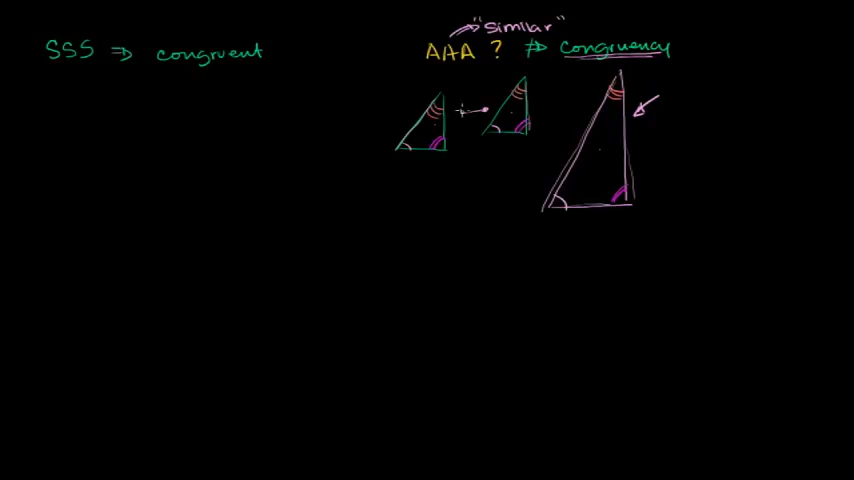 "Similar"
SSS ⇒ congruent
AAA ? ⇏ congruency